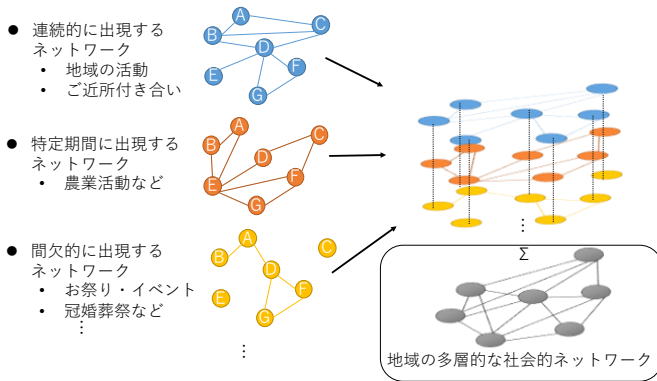 ● 連続的に出現する
ネットワーク
• 地域の活動
• ご近所付き合い
A
B
C
D
E
F
G
● 特定期間に出現する
ネットワーク
• 農業活動など
A
B
C
D
E
F
G
● 間欠的に出現する
ネットワーク
• お祭り・イベント
• 冠婚葬祭など
⋮
A
B
C
D
E
F
G
⋮
⋮
Σ
地域の多層的な社会的ネットワーク